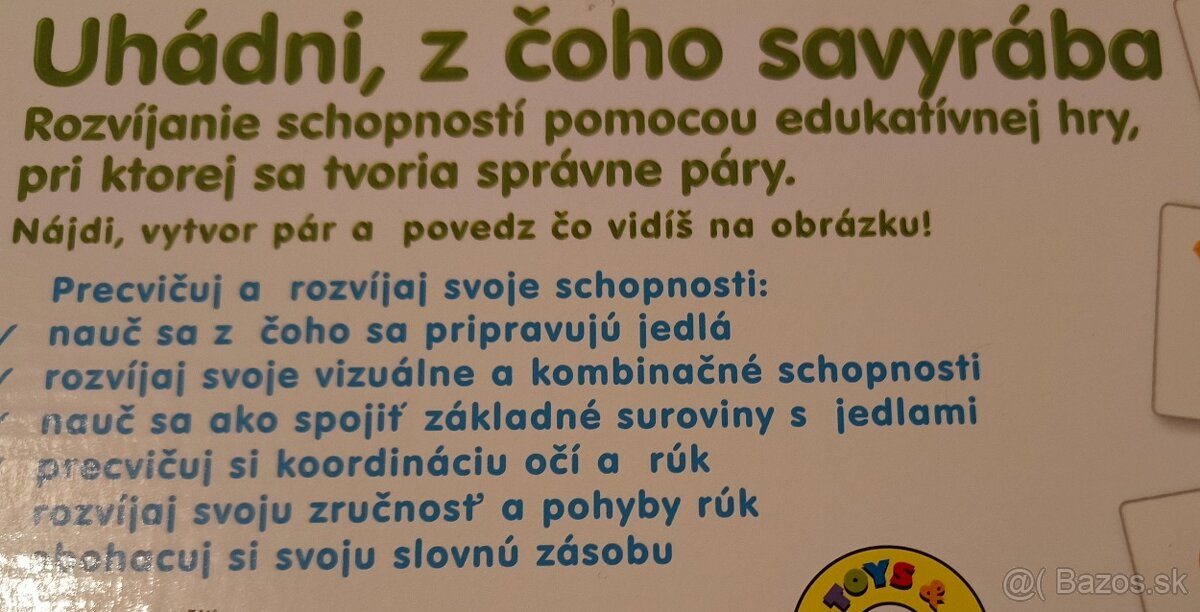 Uhádni, z čoho savyrába
Rozvíjanie schopností pomocou edukatívnej hry,
pri ktorej sa tvoria správne páry.
Nájdi, vytvor pár a povedz čo vidíš na obrázku!
Precvičuj a rozvíjaj svoje schopnosti:
✓ nauč sa z čoho sa pripravujú jedlá
✓ rozvíjaj svoje vizuálne a kombinačné schopnosti
✓ nauč sa ako spojiť základné suroviny s jedlami
precvičuj si koordináciu očí a rúk
rozvíjaj svoju zručnosť a pohyby rúk
obohacuj si svoju slovnú zásobu
TOYS &
@( Bazos.sk